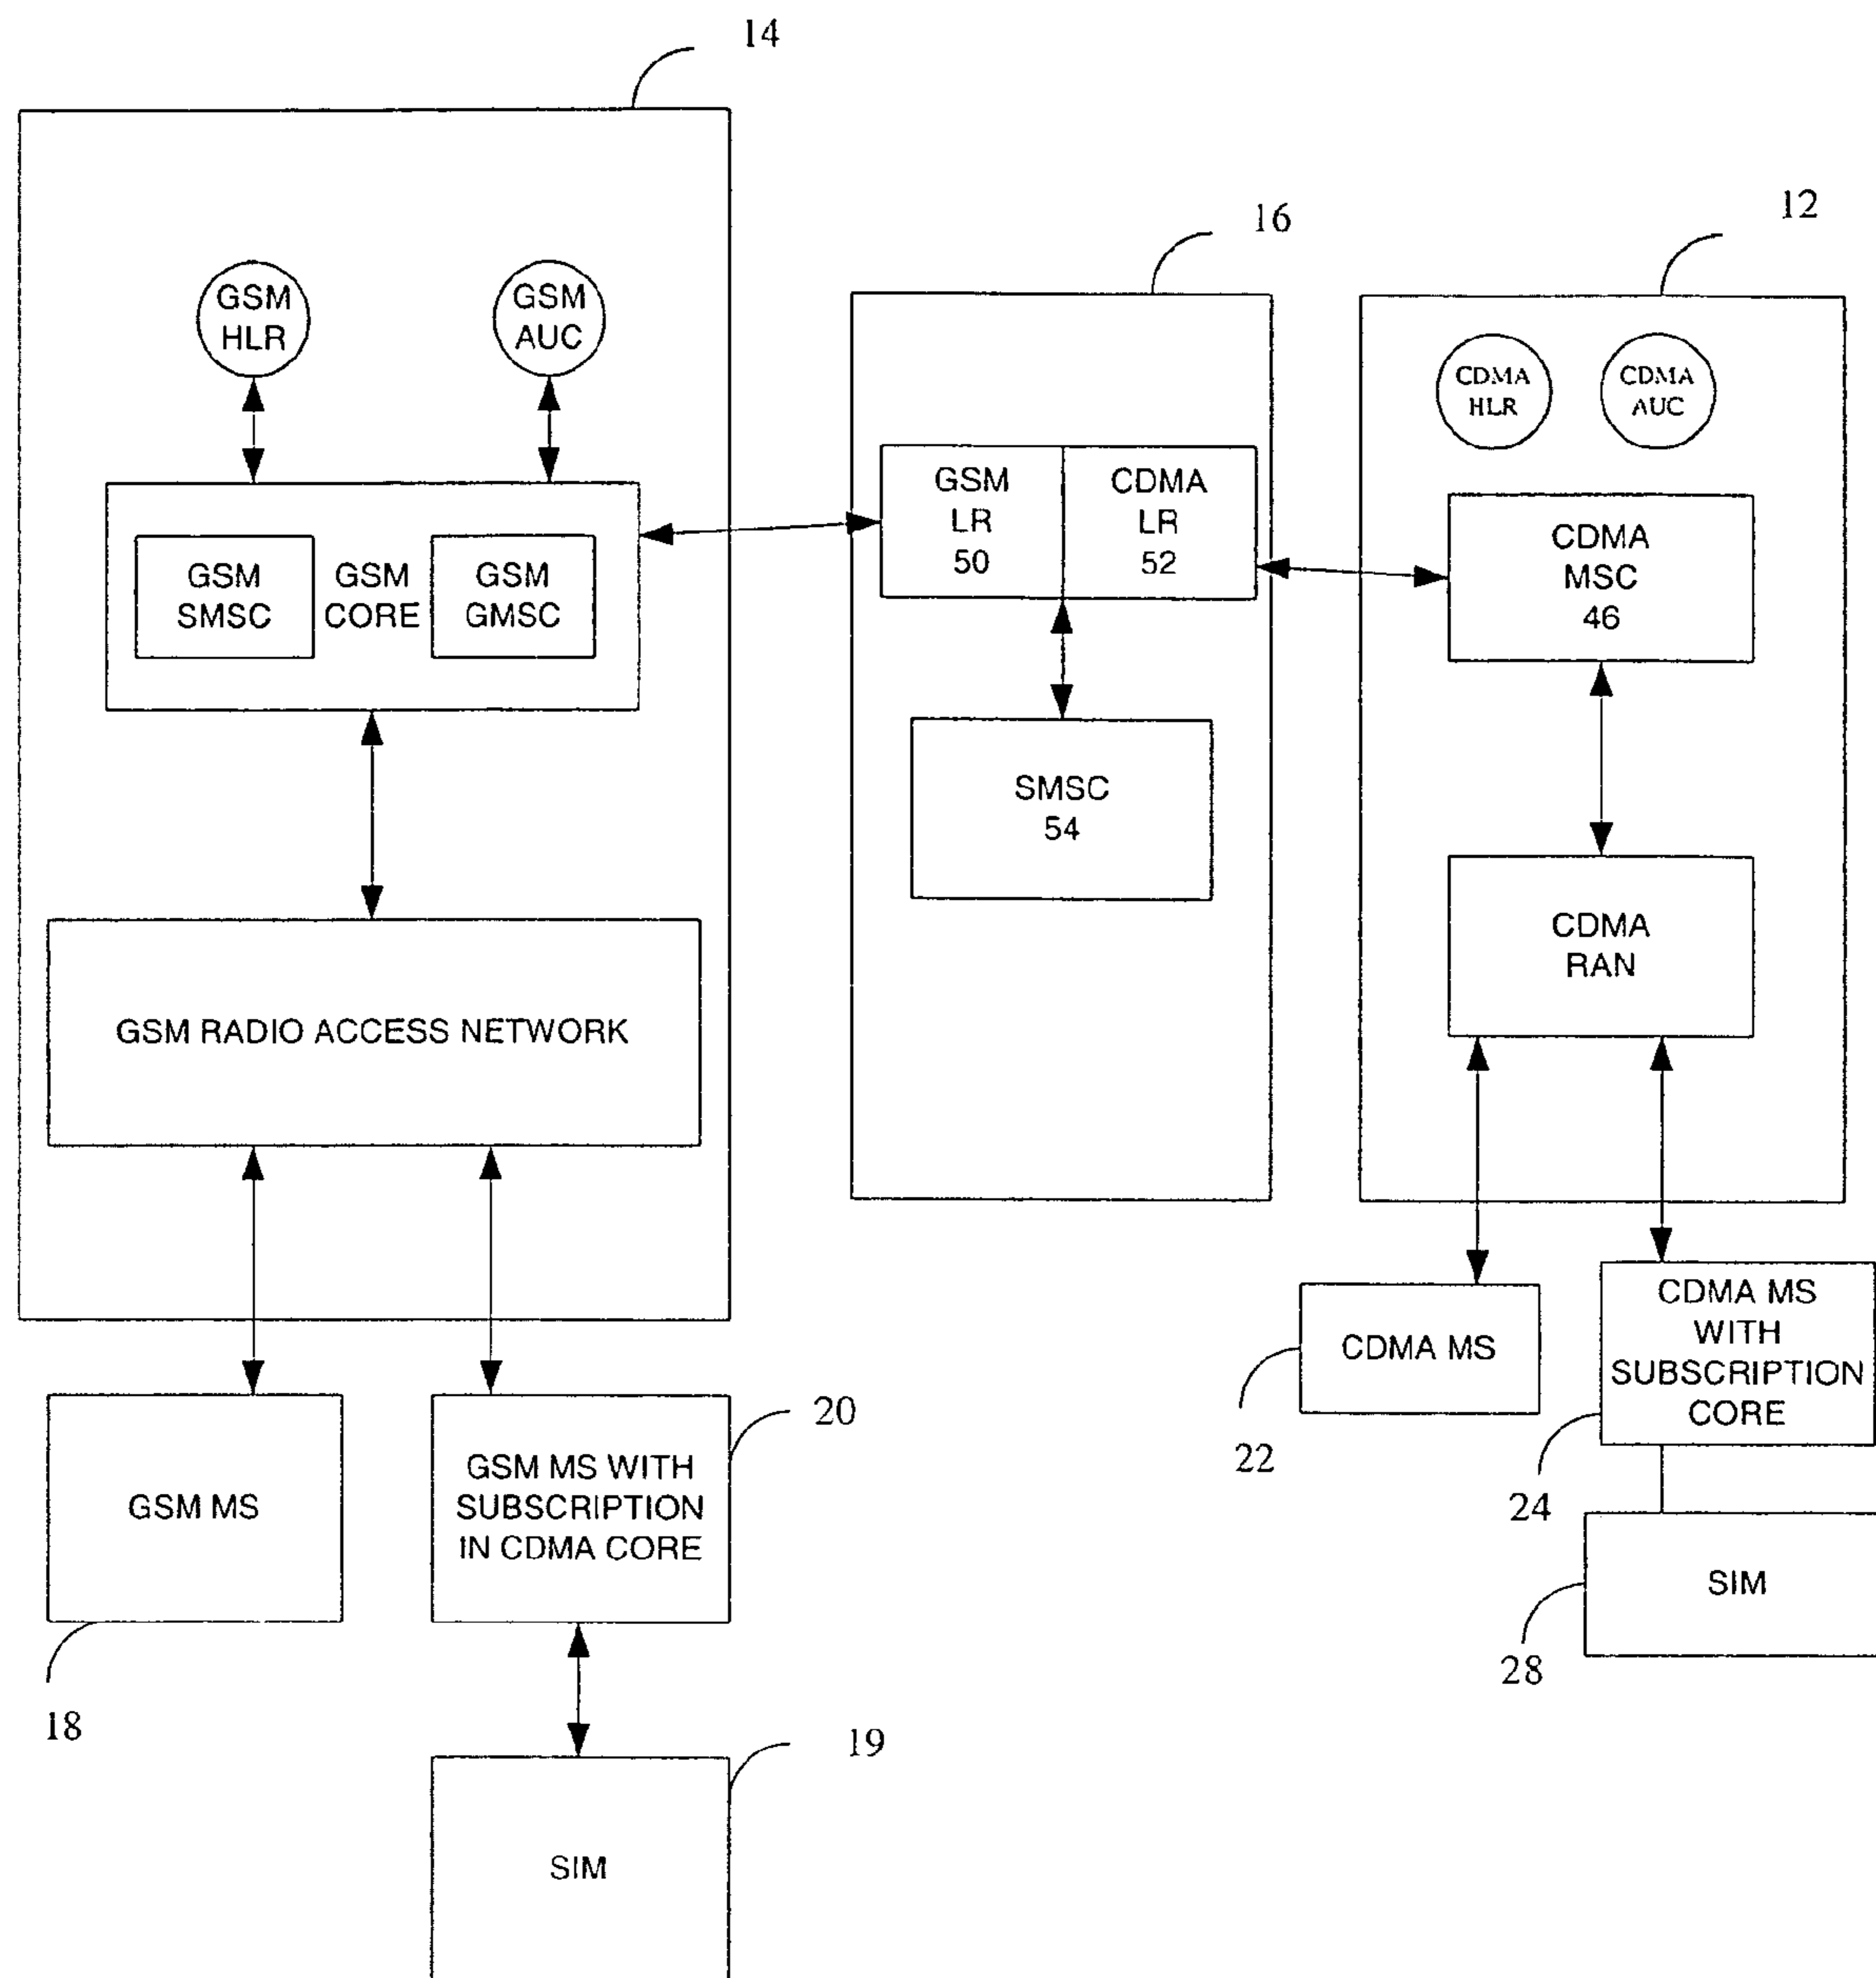 14
GSM
HLR
GSM
AUC
GSM
SMSC
GSM
CORE
GSM
GMSC
GSM RADIO ACCESS NETWORK
GSM MS
18
GSM MS WITH
SUBSCRIPTION
IN CDMA CORE
20
SIM
19
16
GSM
LR
50
CDMA
LR
52
SMSC
54
12
CDMA
HLR
CDMA
AUC
CDMA
MSC
46
CDMA
RAN
CDMA MS
22
CDMA MS
WITH
SUBSCRIPTION
CORE
24
SIM
28